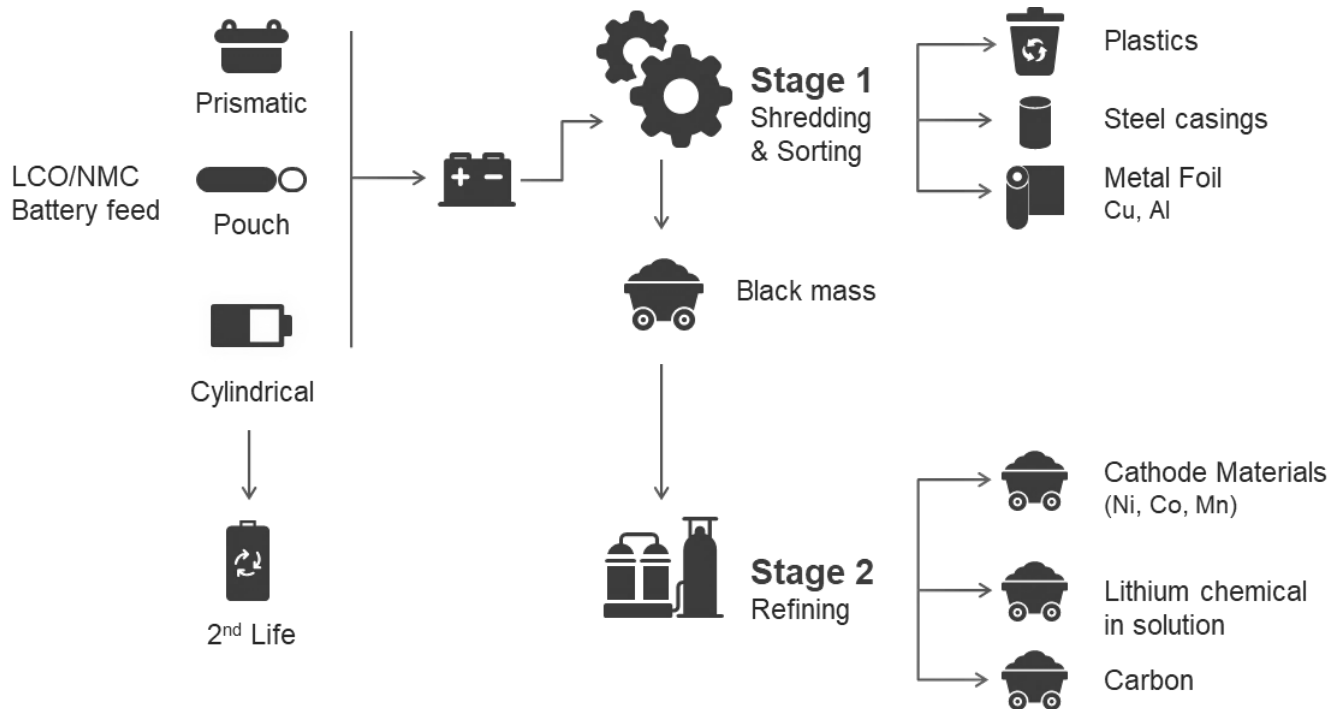 LCO/NMC
Battery feed
Prismatic
Pouch
Cylindrical
2nd Life
+ −
Stage 1
Shredding
& Sorting
Plastics
Steel casings
Metal Foil
Cu, Al
Black mass
Stage 2
Refining
Cathode Materials
(Ni, Co, Mn)
Lithium chemical
in solution
Carbon